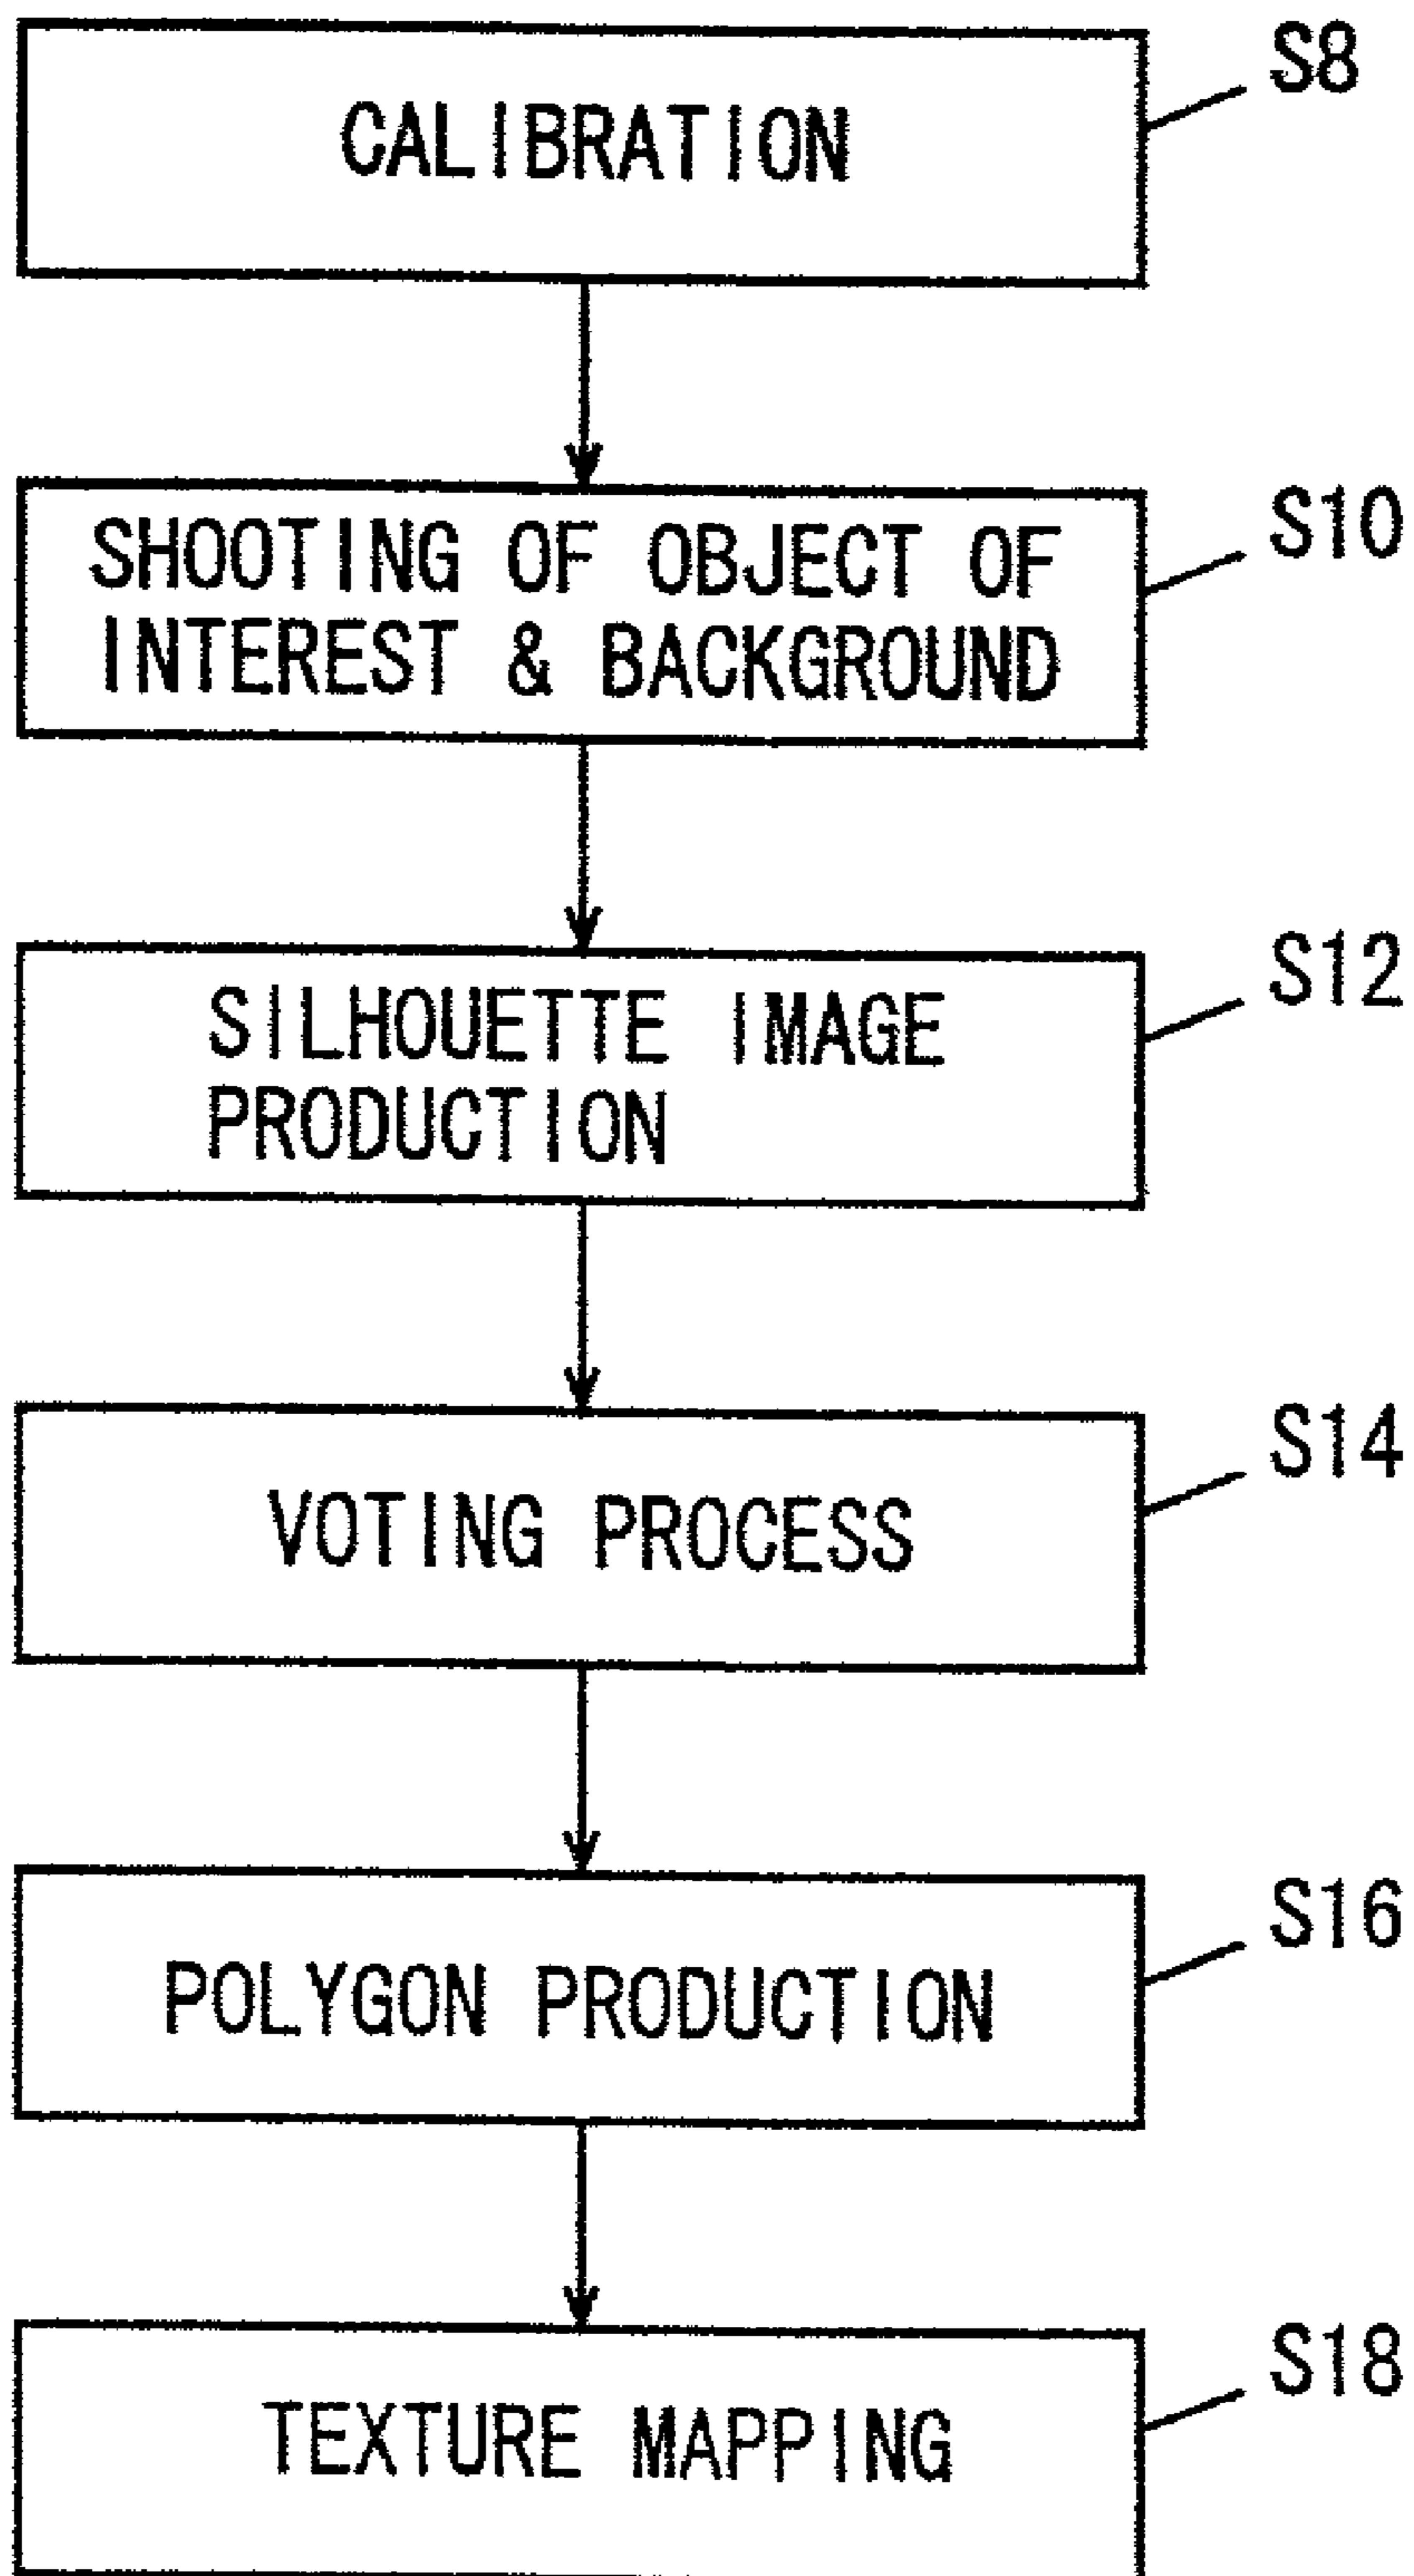 S8
CALIBRATION
S10
SHOOTING OF OBJECT OF
INTEREST & BACKGROUND
S12
SILHOUETTE IMAGE
PRODUCTION
S14
VOTING PROCESS
S16
POLYGON PRODUCTION
S18
TEXTURE MAPPING